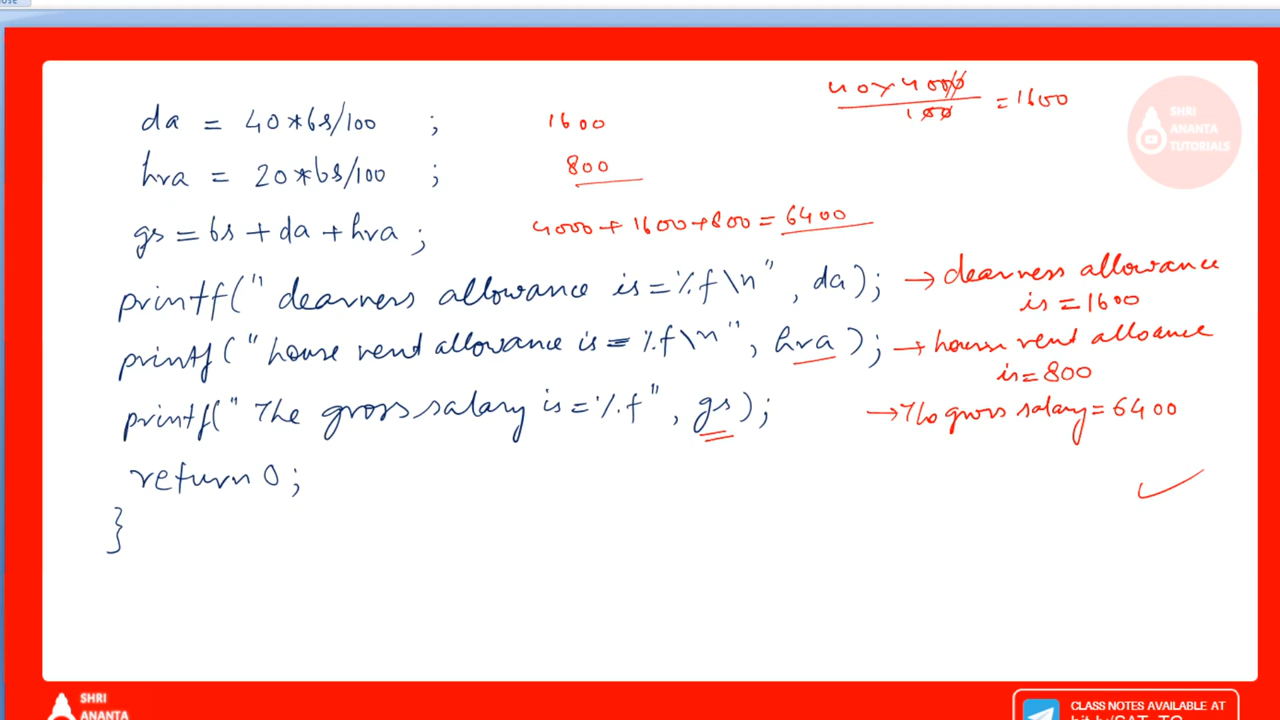 40×4000
100
=1600
SHRI
ANANTA
TUTORIALS
da = 40*bs/100 ; 1600
hra = 20*bs/100 ; 800
gs = bs + da + hra ; 4000+1600+800=6400
printf(" dearness allowance is=%f\n" , da); → dearness allowance
is=1600
printf("house rent allowance is=%f\n", hra); → house rent alloance
is=800
printf(" The gross salary is=%f" , gs); → The gross salary=6400
return 0;
}
SHRI
ANANTA
CLASS NOTES AVAILABLE AT